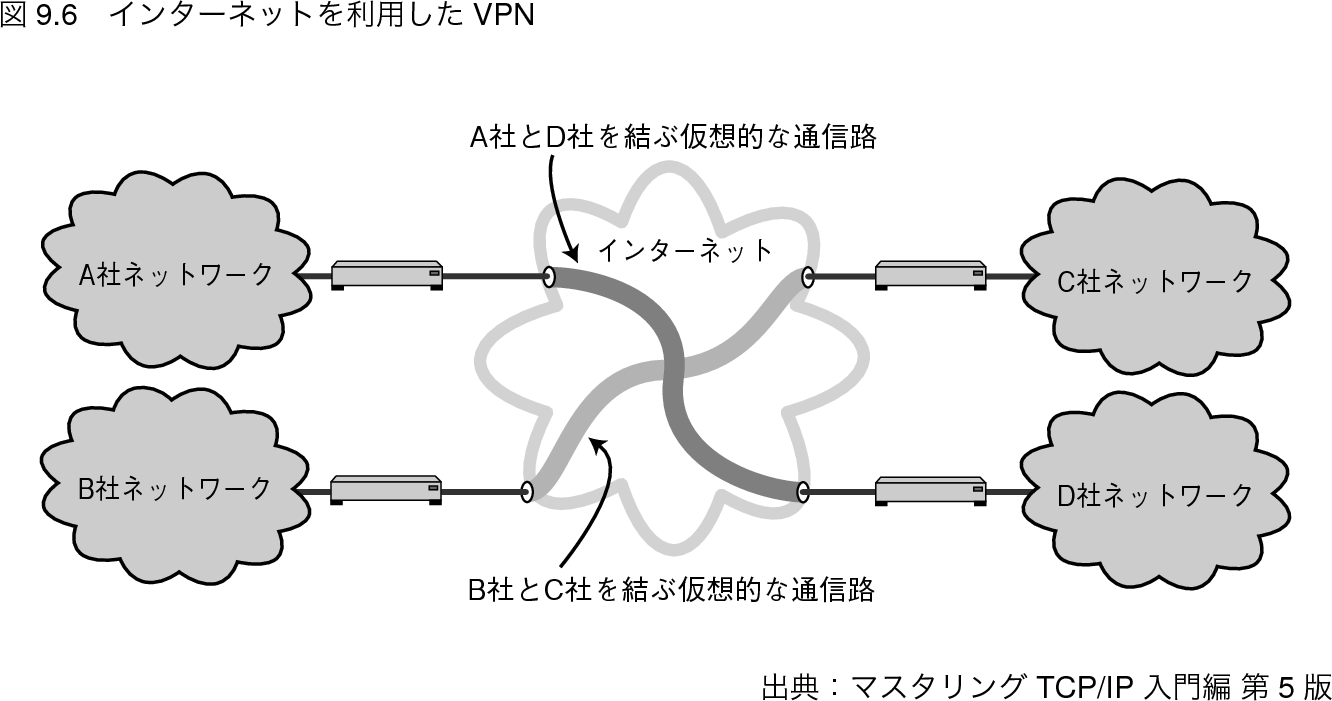 図 9.6 インターネットを利用した VPN
A社とD社を結ぶ仮想的な通信路
インターネット
A社ネットワーク
C社ネットワーク
B社ネットワーク
D社ネットワーク
B社とC社を結ぶ仮想的な通信路
出典：マスタリング TCP/IP 入門編 第 5 版